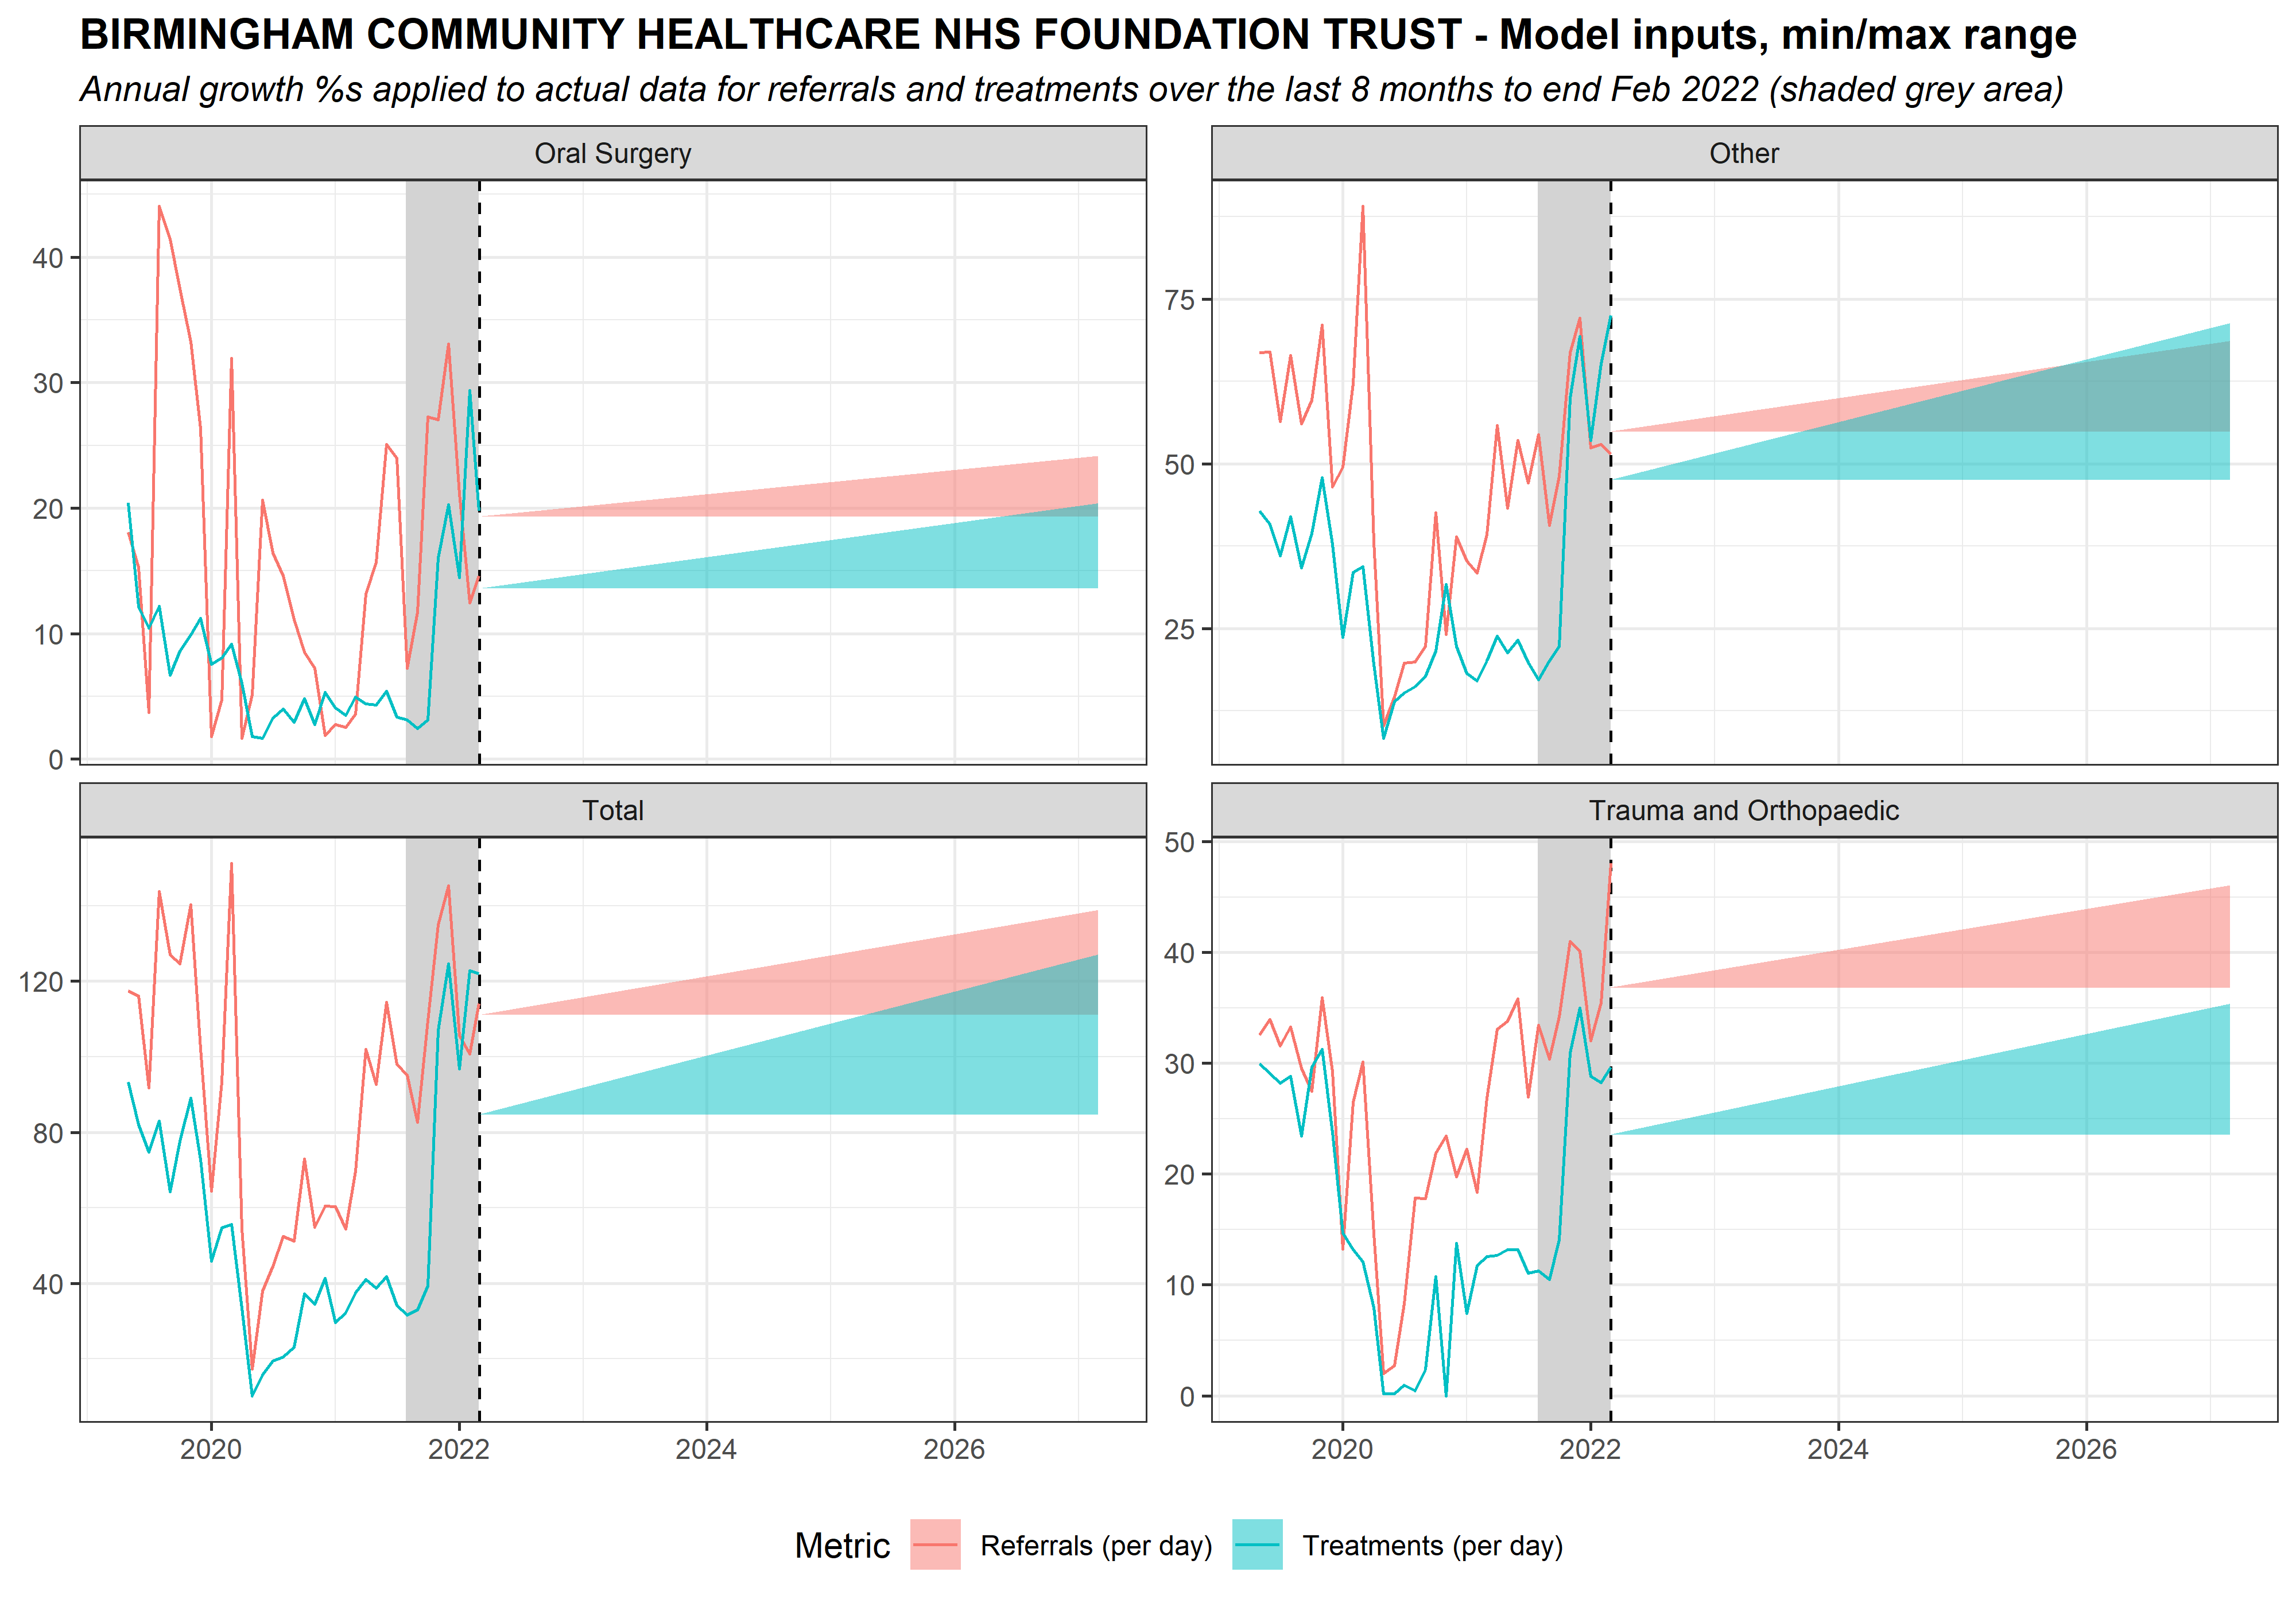 BIRMINGHAM COMMUNITY HEALTHCARE NHS FOUNDATION TRUST - Model inputs, min/max range
Annual growth %s applied to actual data for referrals and treatments over the last 8 months to end Feb 2022 (shaded grey area)
Oral Surgery
40
30
20
10
0
Other
75
50
25
Total
120
80
40
2020 2022 2024 2026
Trauma and Orthopaedic
50
40
30
20
10
0
2020 2022 2024 2026
Metric Referrals (per day) Treatments (per day)